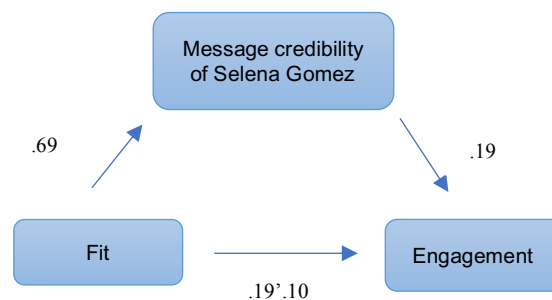 Message credibility
of Selena Gomez
.69
.19
Fit
Engagement
.19’.10